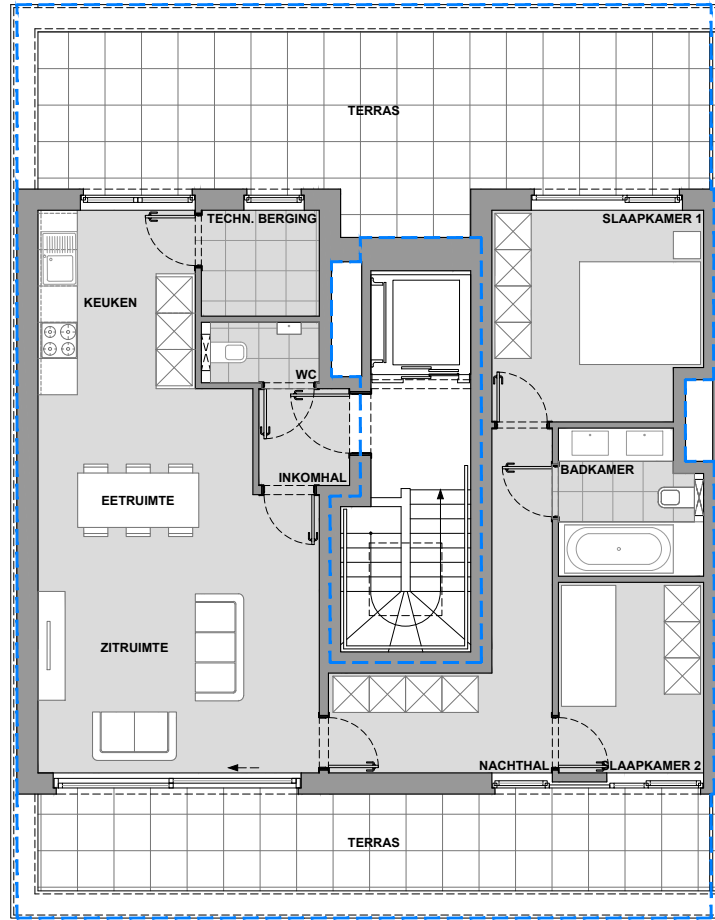 TERRAS
TECHN. BERGING
SLAAPKAMER 1
KEUKEN
WC
BADKAMER
INKOMHAL
EETRUIMTE
ZITRUIMTE
NACHTHAL
SLAAPKAMER 2
TERRAS